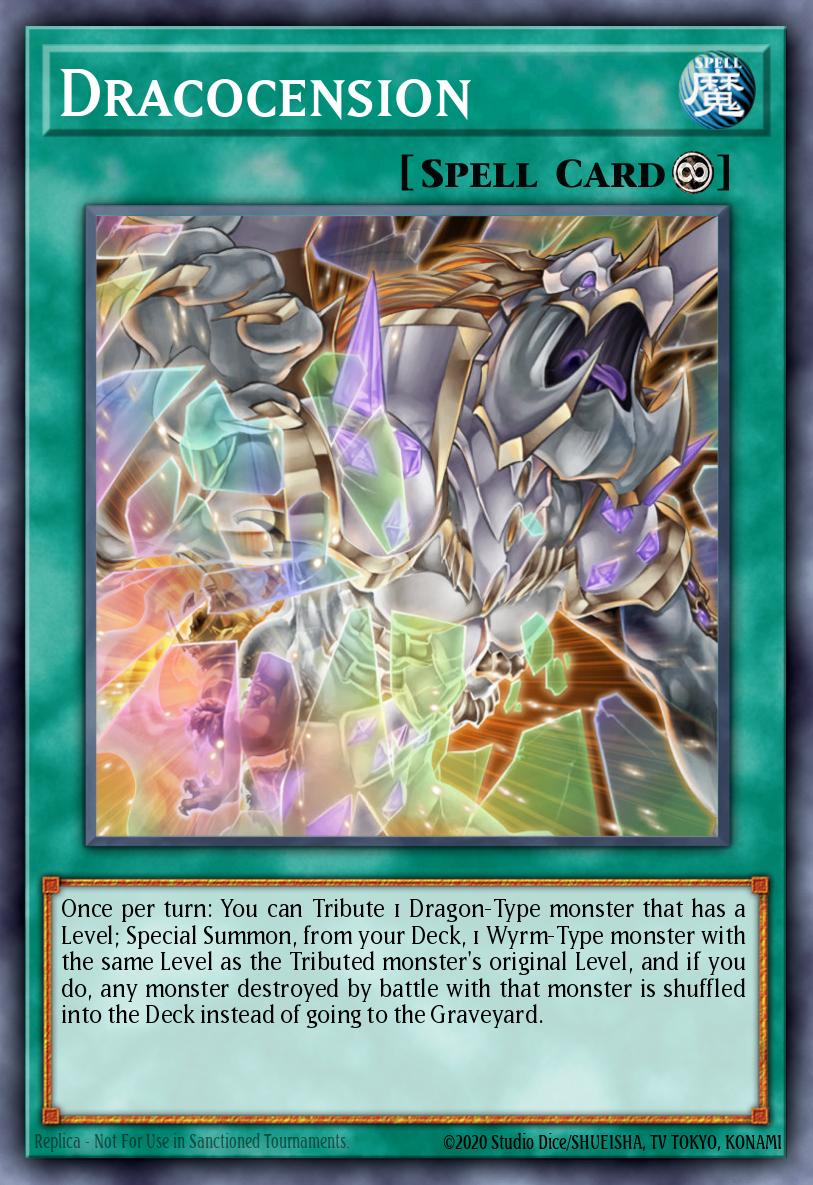 Dracocension
SPELL
魔
[Spell Card]
Once per turn: You can Tribute 1 Dragon-Type monster that has a
Level; Special Summon, from your Deck, 1 Wyrm-Type monster with
the same Level as the Tributed monster's original Level, and if you
do, any monster destroyed by battle with that monster is shuffled
into the Deck instead of going to the Graveyard.
Replica - Not For Use in Sanctioned Tournaments.
©2020 Studio Dice/SHUEISHA, TV TOKYO, KONAMI